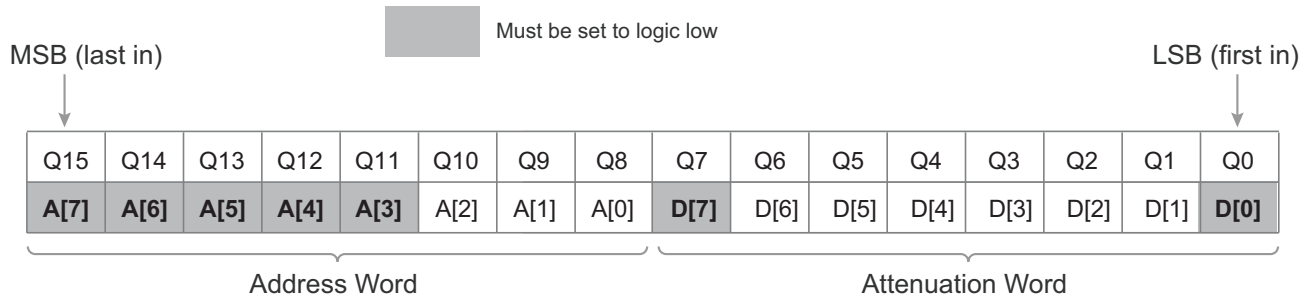 Must be set to logic low
MSB (last in)
LSB (first in)
Q15 Q14 Q13 Q12 Q11 Q10 Q9 Q8 Q7 Q6 Q5 Q4 Q3 Q2 Q1 Q0
A[7] A[6] A[5] A[4] A[3] A[2] A[1] A[0] D[7] D[6] D[5] D[4] D[3] D[2] D[1] D[0]
Address Word
Attenuation Word